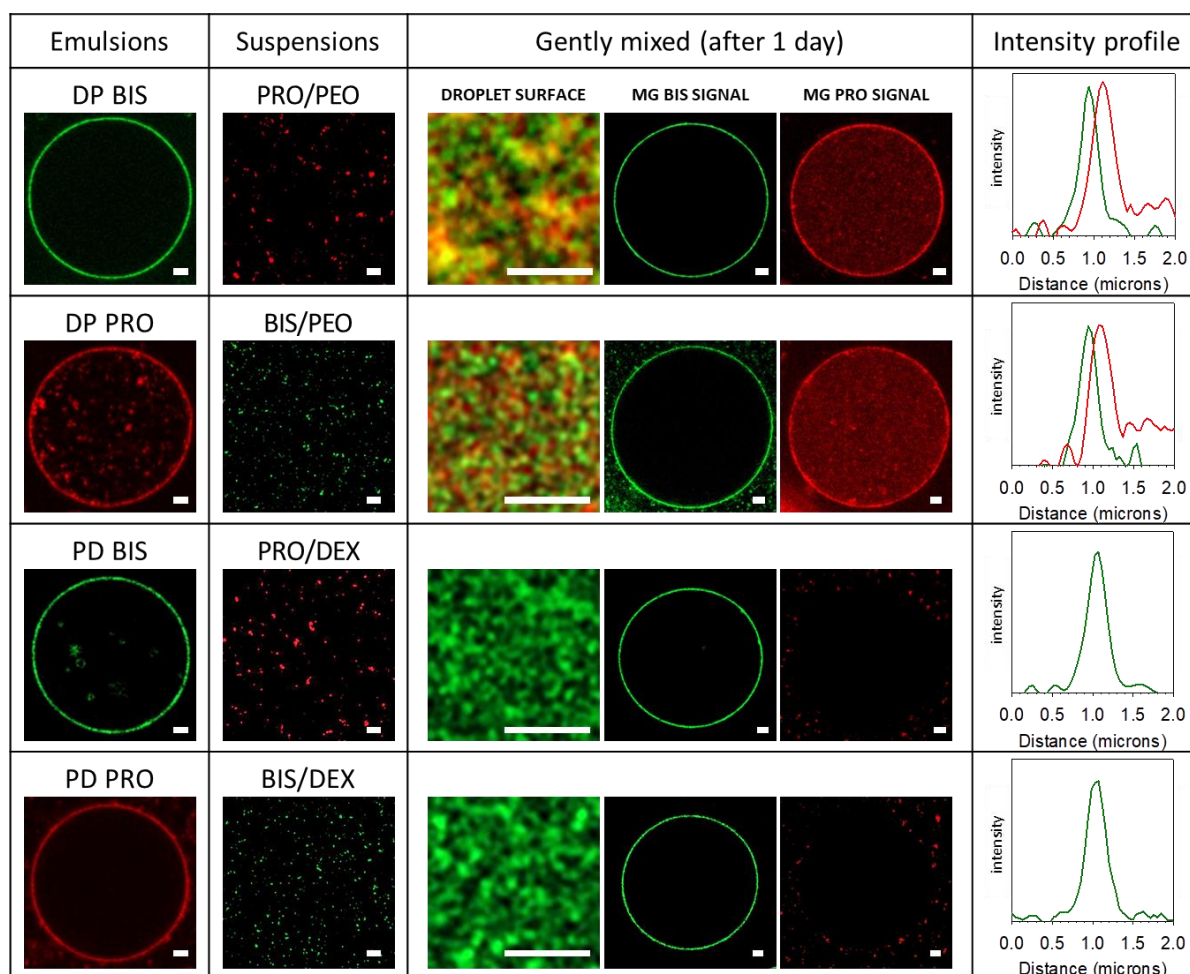 Emulsions Suspensions Gently mixed (after 1 day) Intensity profile
DP BIS PRO/PEO DROPLET SURFACE MG BIS SIGNAL MG PRO SIGNAL
intensity
0.0 0.5 1.0 1.5 2.0
Distance (microns)
DP PRO BIS/PEO
intensity
0.0 0.5 1.0 1.5 2.0
Distance (microns)
PD BIS PRO/DEX
intensity
0.0 0.5 1.0 1.5 2.0
Distance (microns)
PD PRO BIS/DEX
intensity
0.0 0.5 1.0 1.5 2.0
Distance (microns)